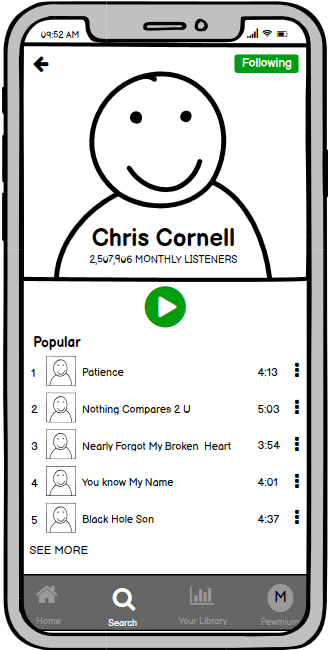 09:52 AM
Following
Chris Cornell
2,507,906 MONTHLY LISTENERS
Popular
1 Patience 4:13
2 Nothing Compares 2 U 5:03
3 Nearly Forgot My Broken Heart 3:54
4 You know My Name 4:01
5 Black Hole Son 4:37
SEE MORE
M
Home Search Your Library Pewmium